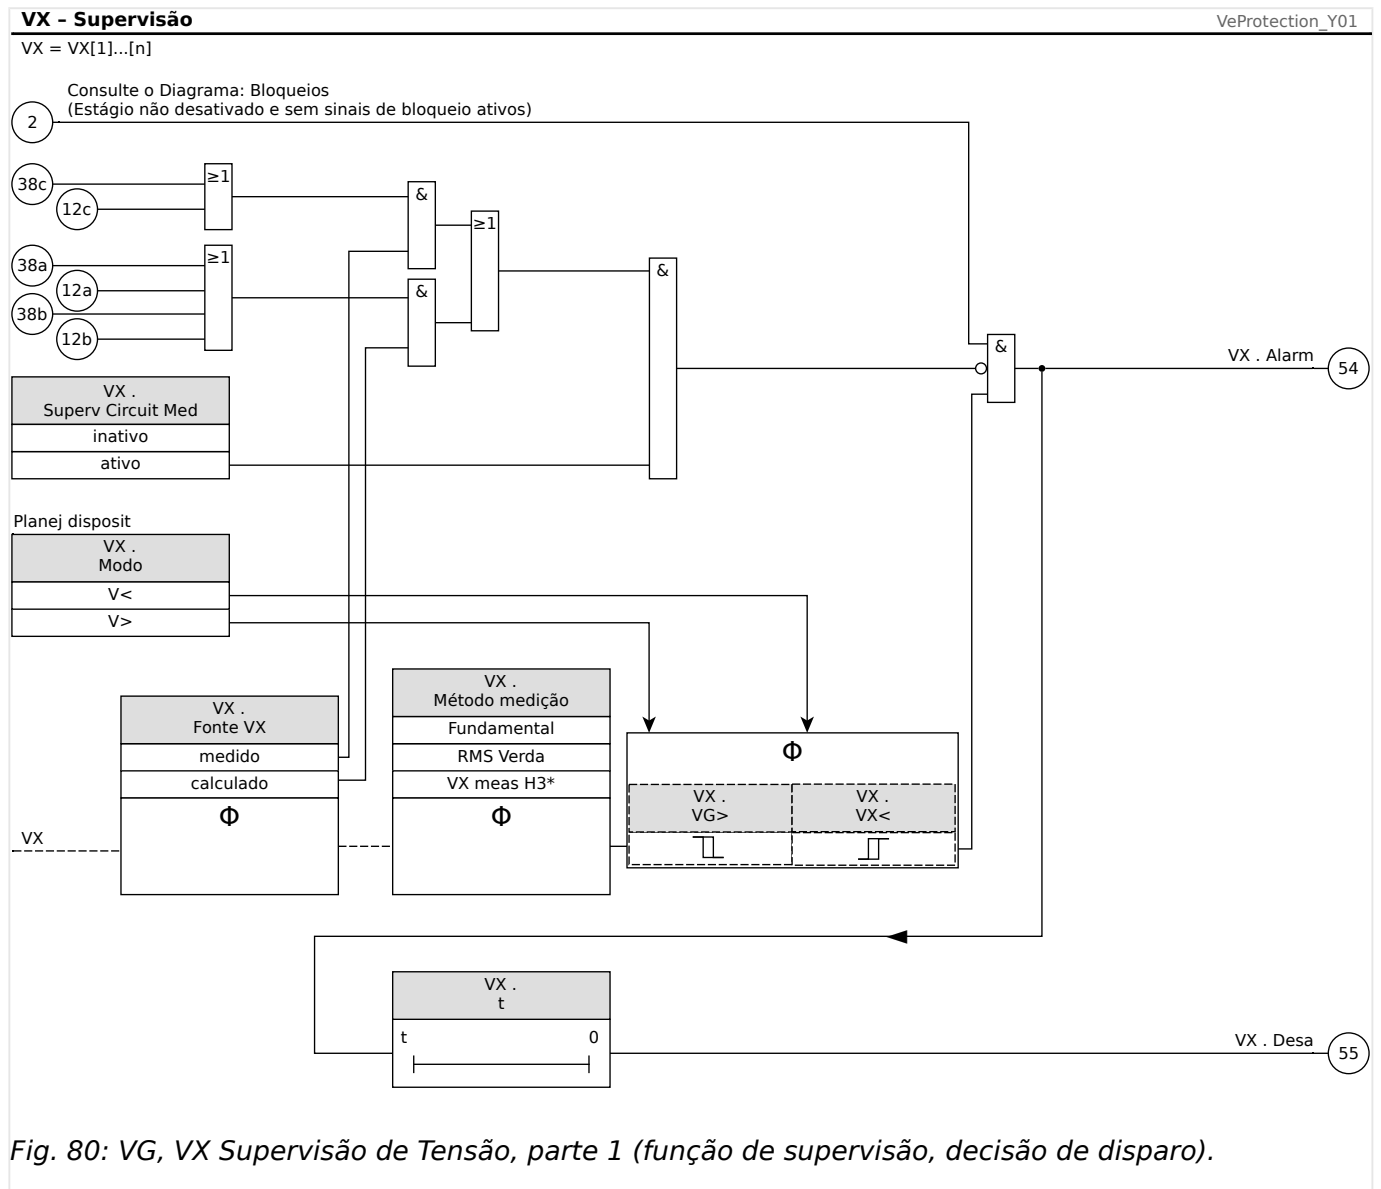 VX – Supervisão
VeProtection_Y01
VX = VX[1]...[n]
Consulte o Diagrama: Bloqueios
(Estágio não desativado e sem sinais de bloqueio ativos)
2
38c
12c
≥1
&
≥1
38a
12a
38b
12b
≥1
&
&
&
VX . Alarm
54
VX .
Superv Circuit Med
inativo
ativo
Planej disposit
VX .
Modo
V<
V>
VX .
Fonte VX
medido
calculado
Φ
VX
VX .
Método medição
Fundamental
RMS Verda
VX meas H3*
Φ
Φ
VX .
VG>
VX .
VX<
VX .
t
t
0
VX . Desa
55
Fig. 80: VG, VX Supervisão de Tensão, parte 1 (função de supervisão, decisão de disparo).